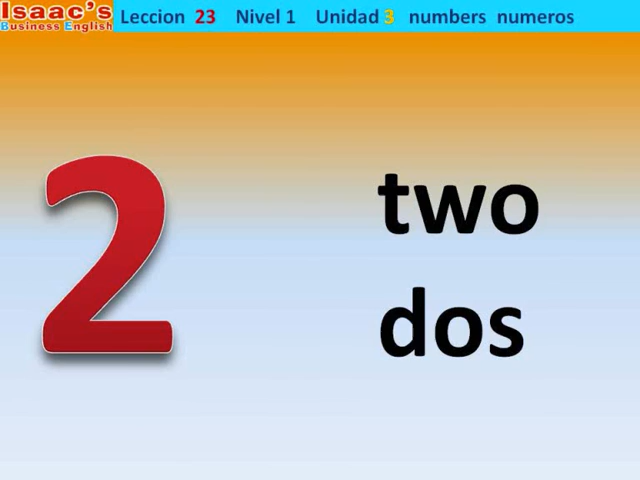 Isaac's
Business English
Leccion 23 Nivel 1 Unidad 3 numbers numeros
2
two
dos